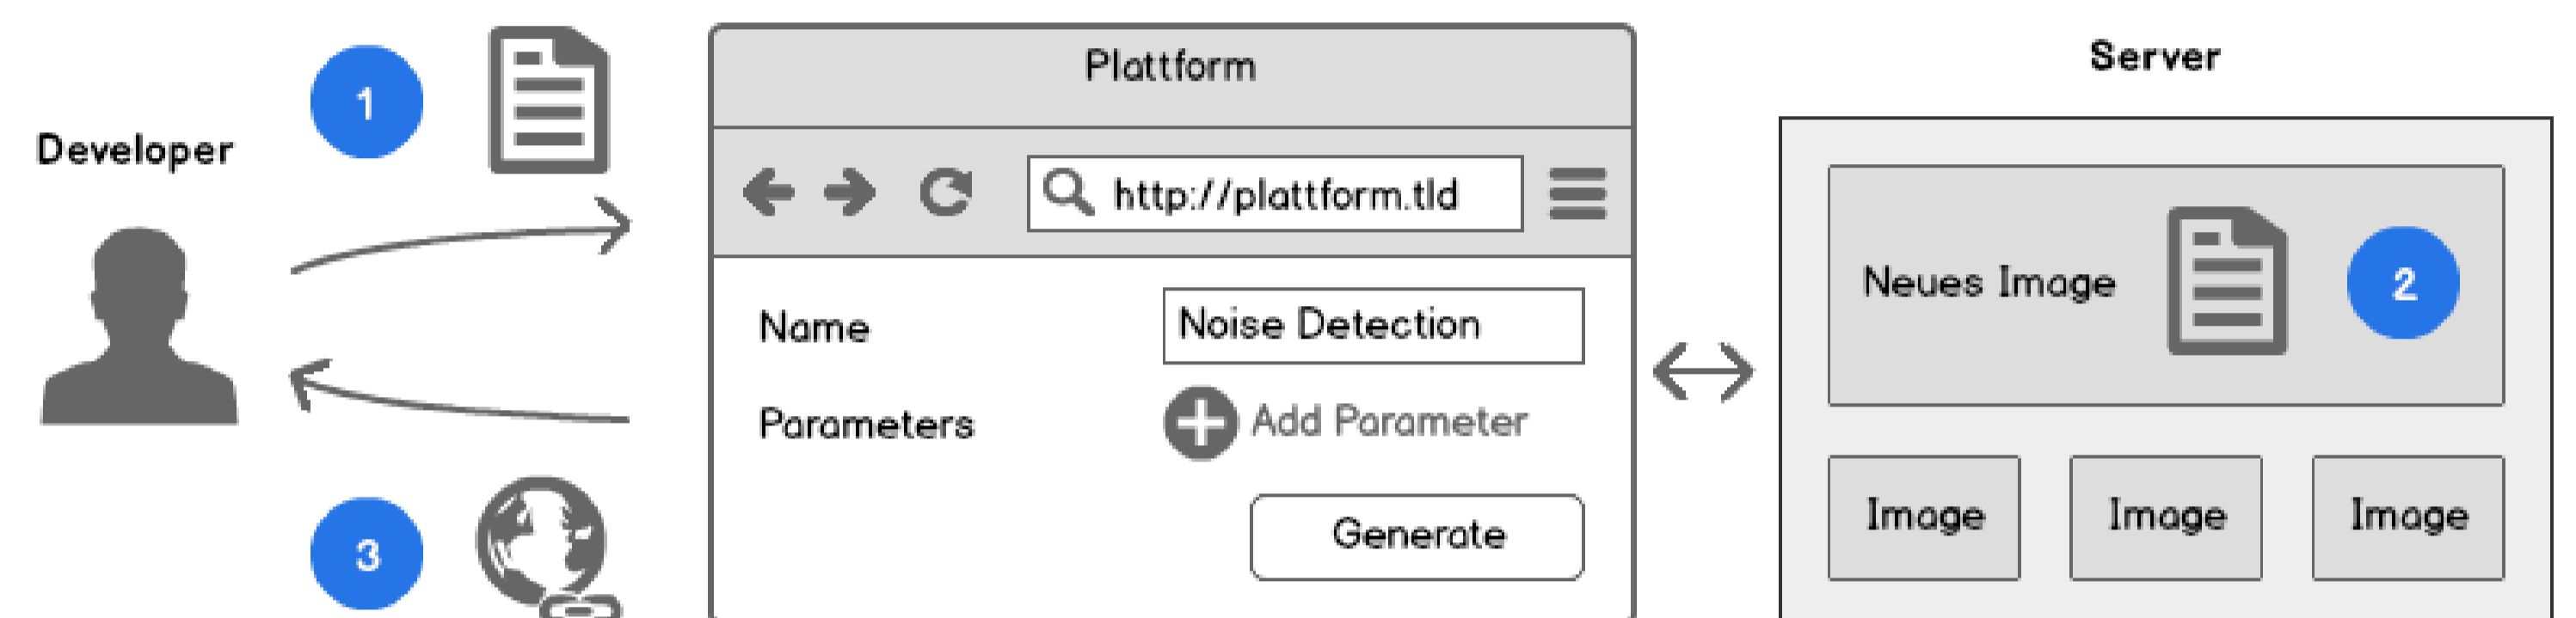 Developer
1
3
Plattform
http://plattform.tld
Name
Noise Detection
Parameters
Add Parameter
Generate
Server
Neues Image
2
Image
Image
Image